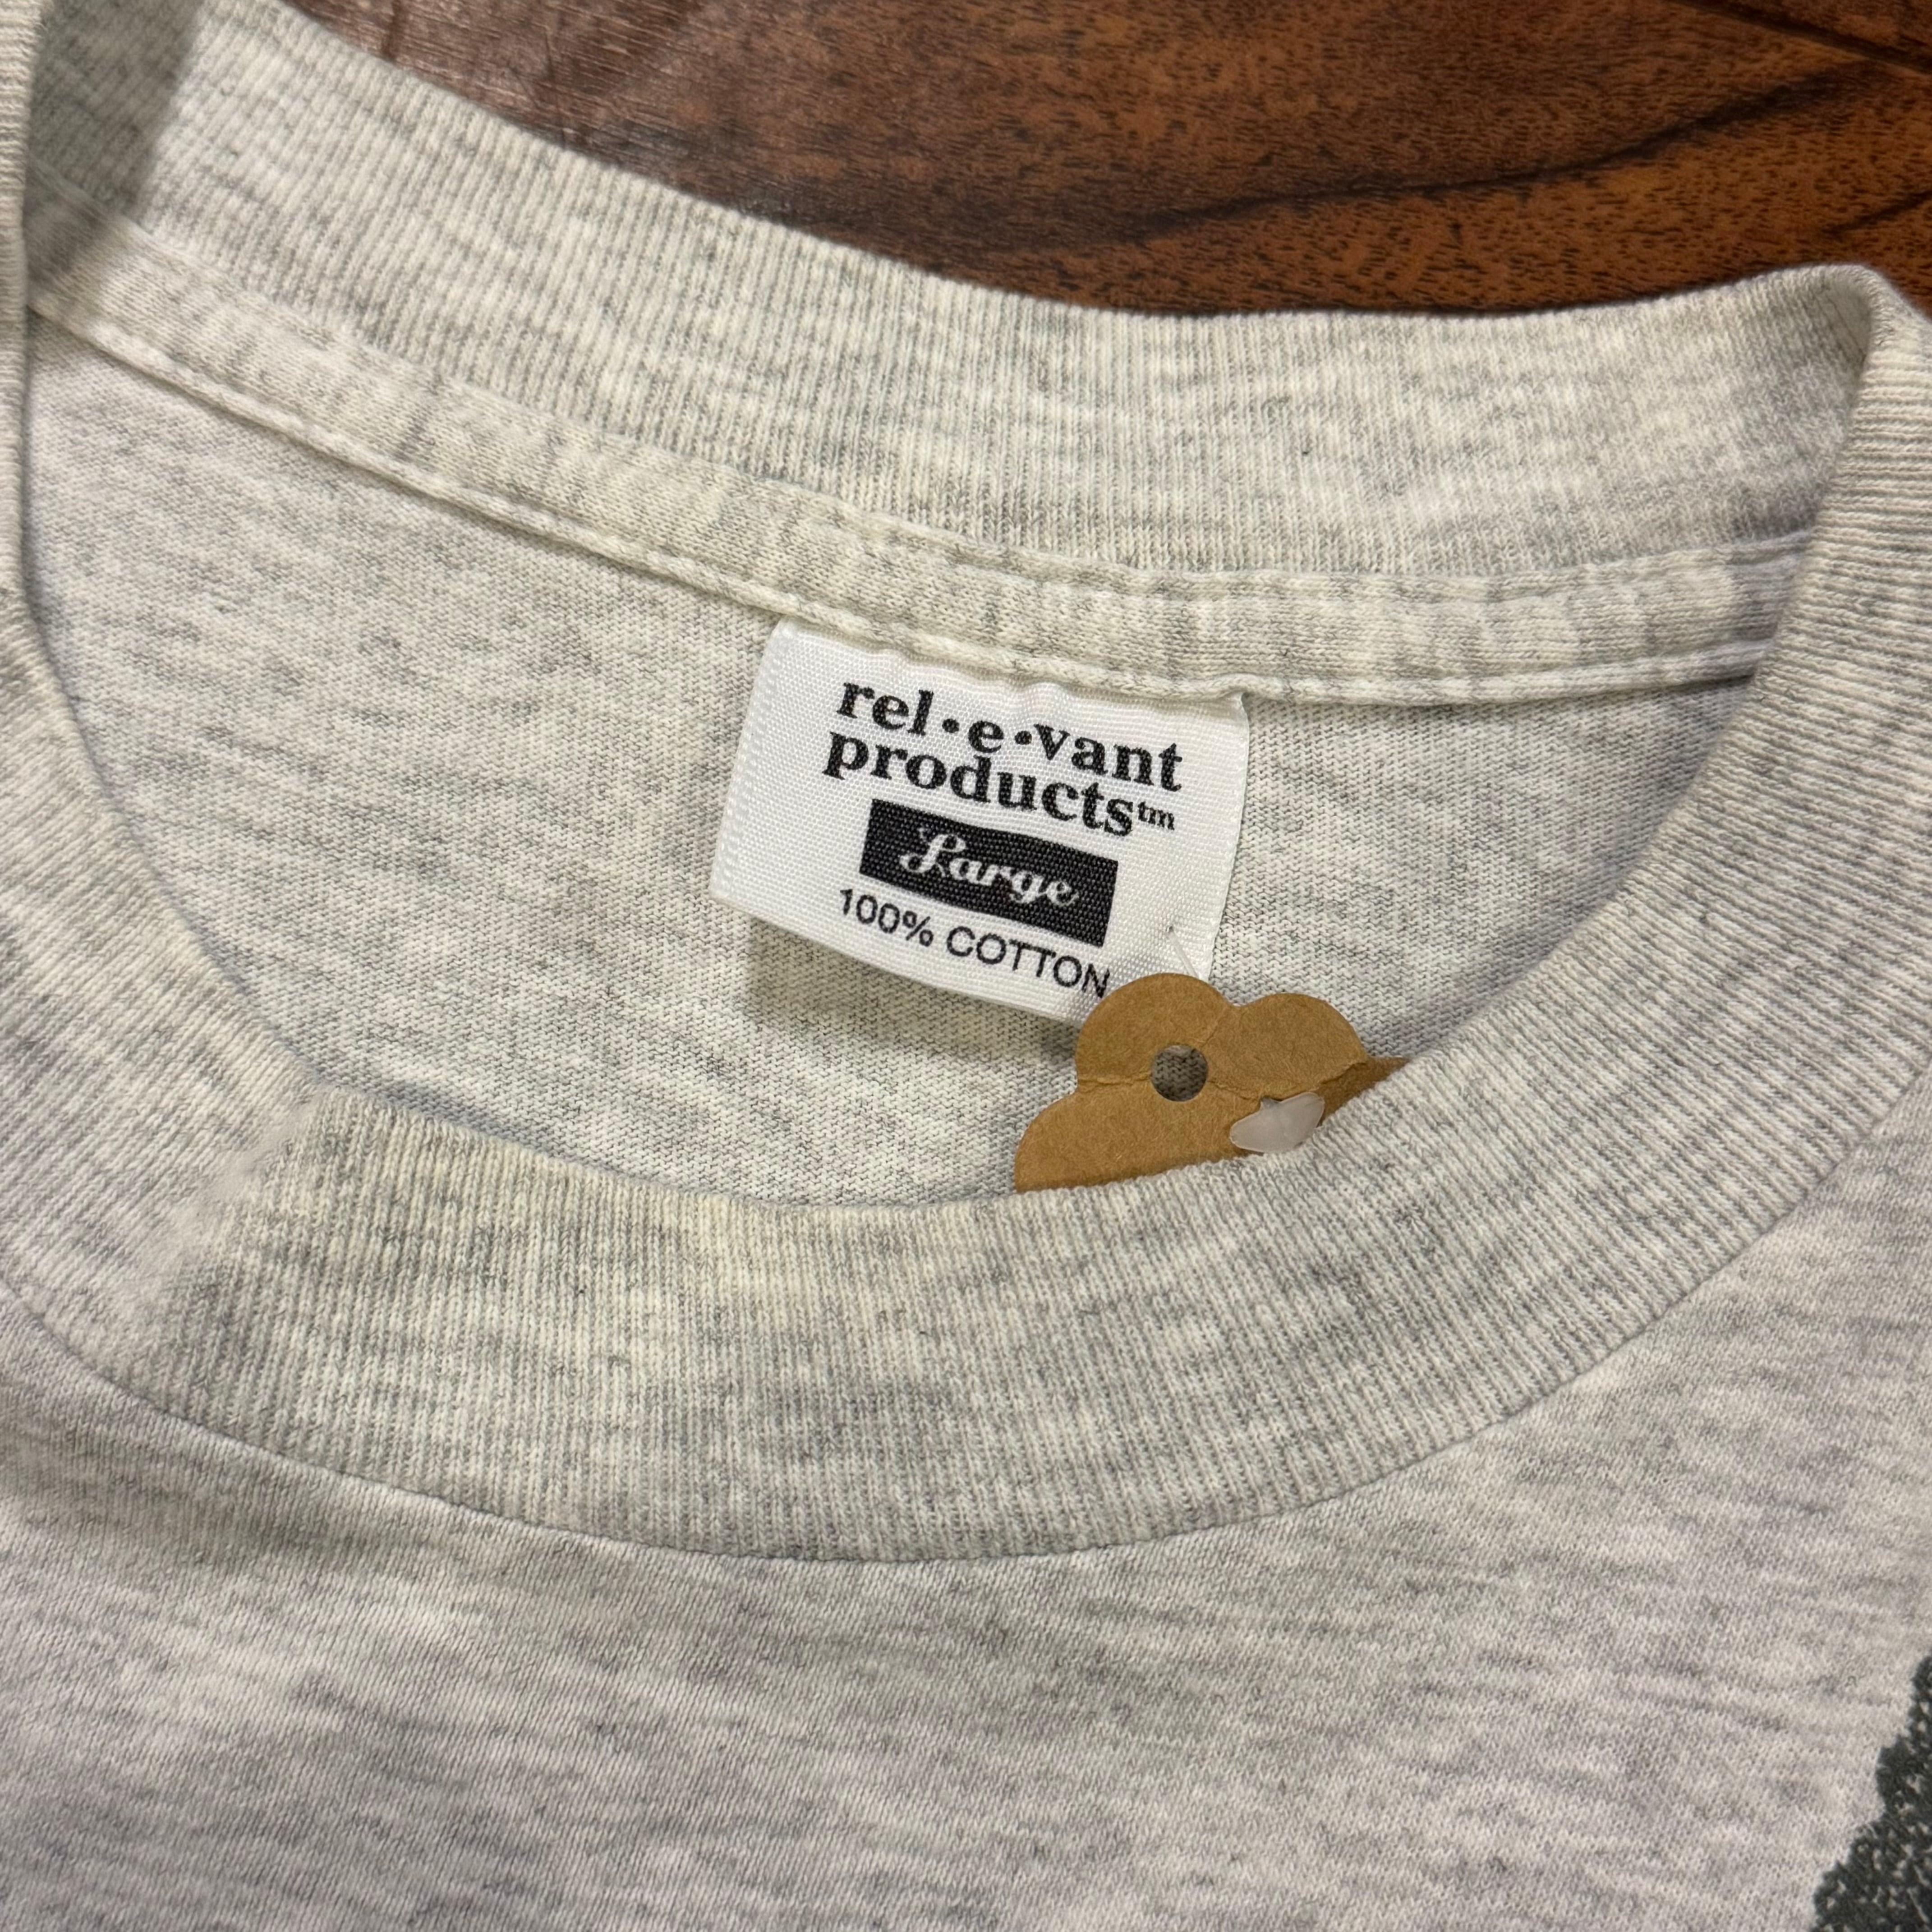 rel•e•vant
products™
Large
100% COTTON